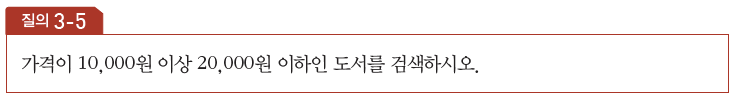 질의 3-5
가격이 10,000원 이상 20,000원 이하인 도서를 검색하시오.